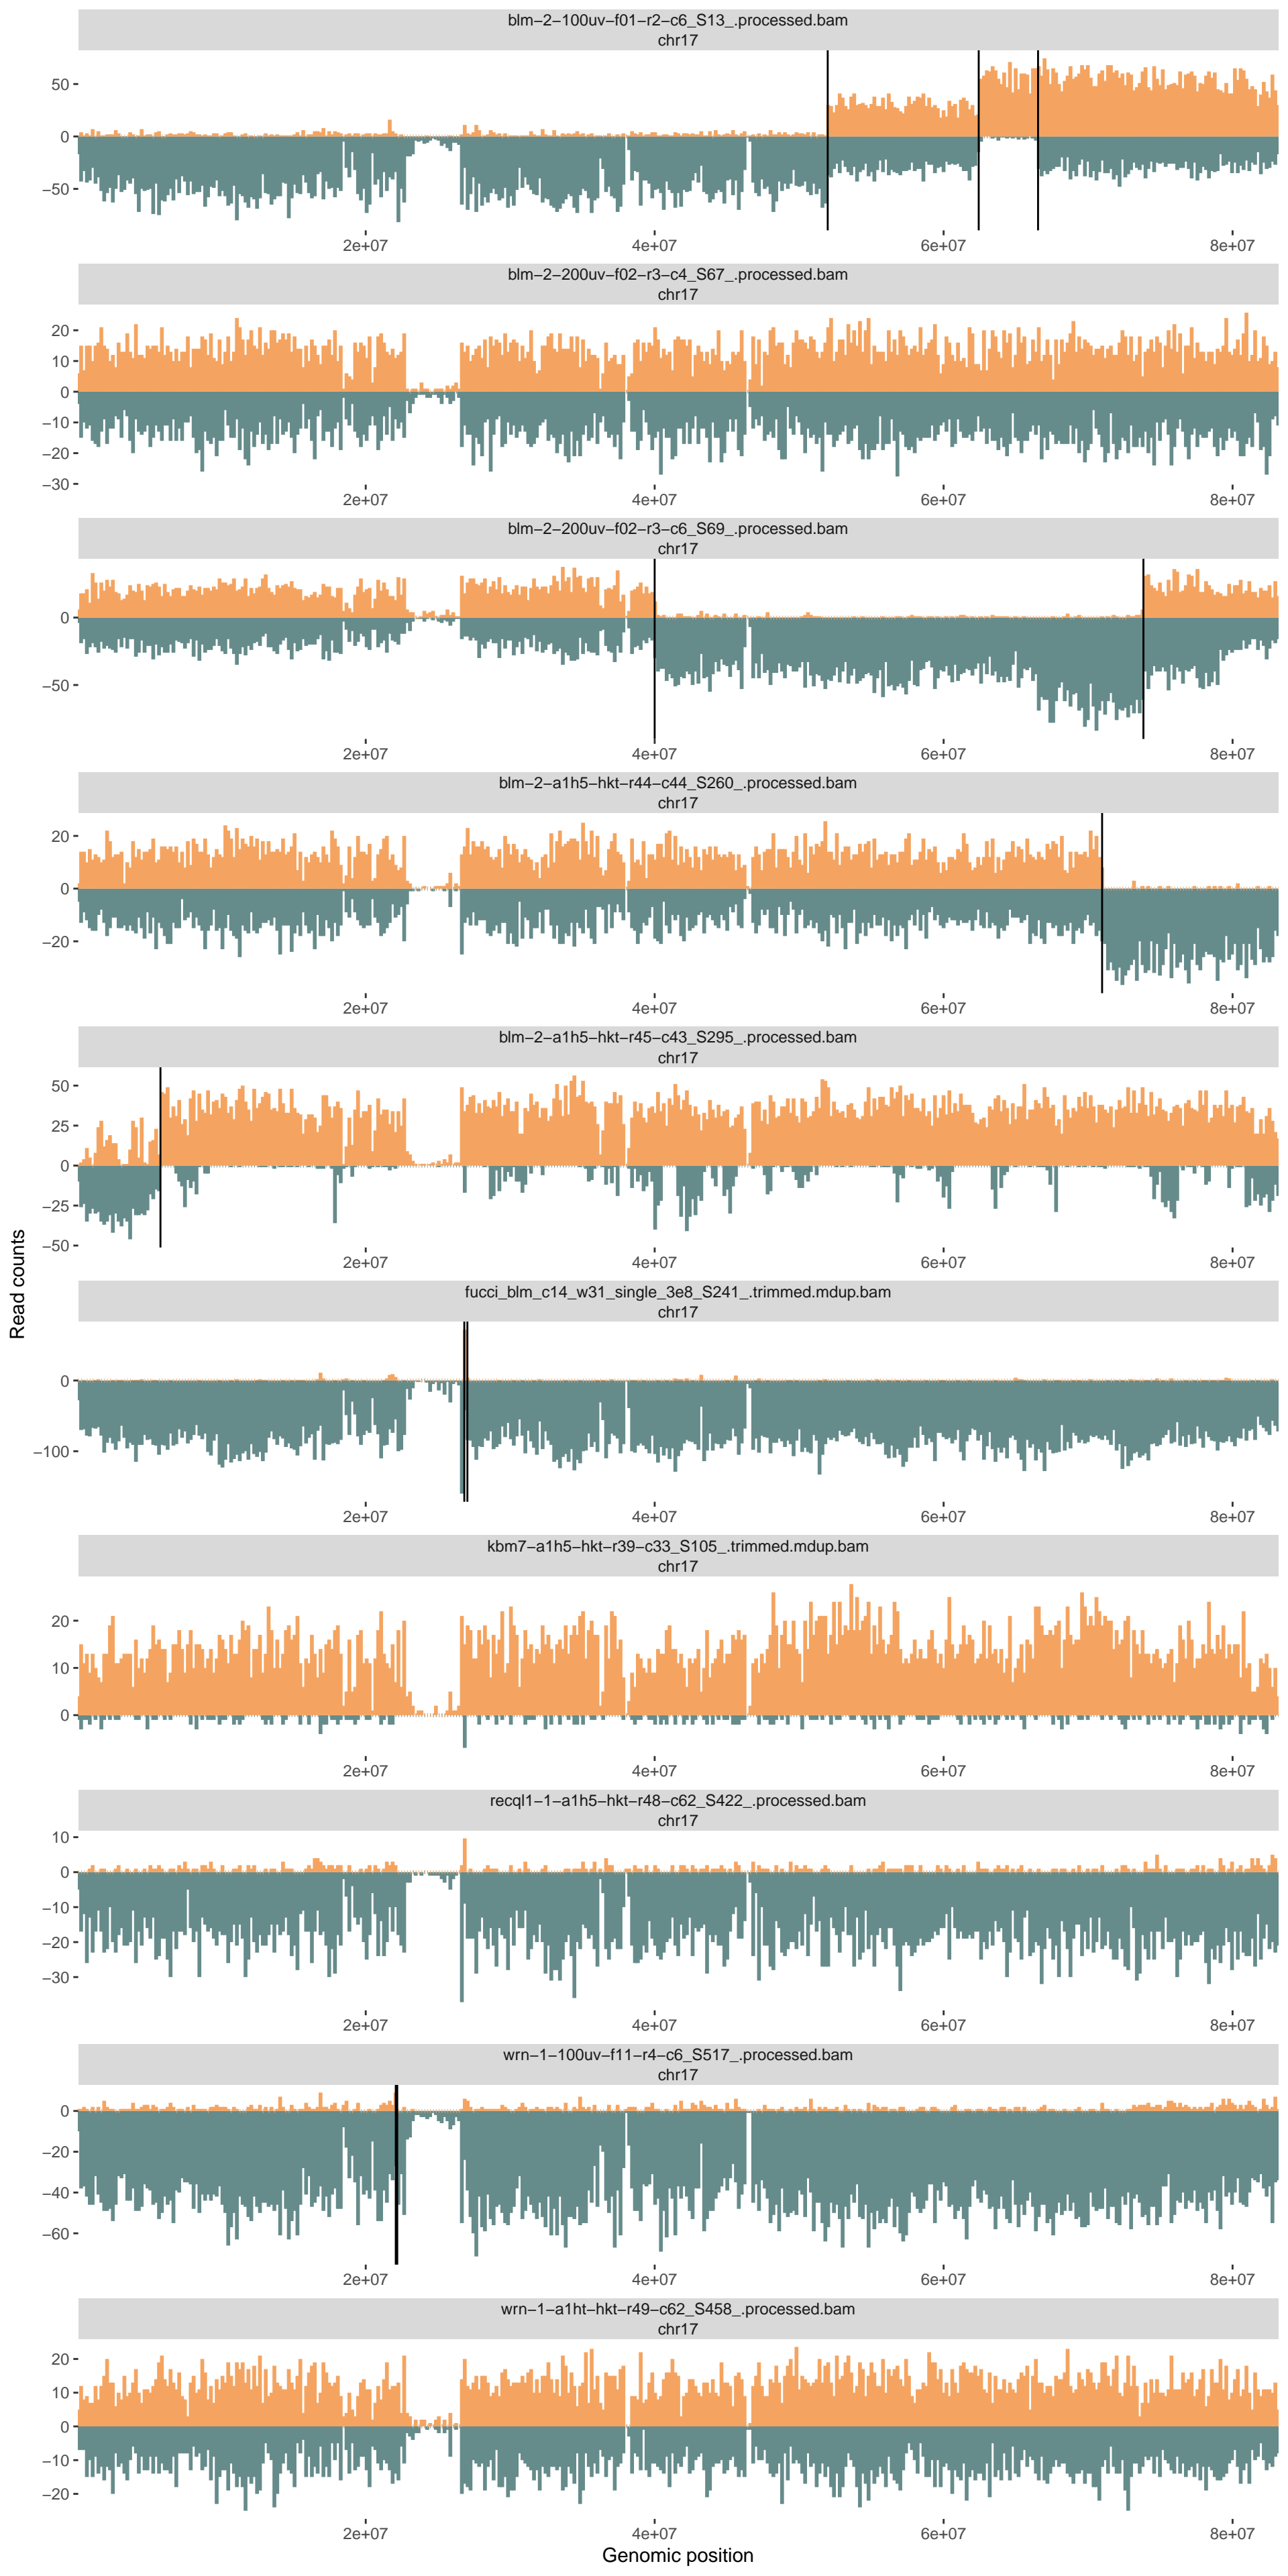 blm−2−100uv−f01−r2−c6_S13_.processed.bam
chr17
50
0
−50
2e+07 4e+07 6e+07 8e+07
blm−2−200uv−f02−r3−c4_S67_.processed.bam
chr17
20
10
0
−10
−20
−30
2e+07 4e+07 6e+07 8e+07
blm−2−200uv−f02−r3−c6_S69_.processed.bam
chr17
0
−50
2e+07 4e+07 6e+07 8e+07
blm−2−a1h5−hkt−r44−c44_S260_.processed.bam
chr17
20
0
−20
2e+07 4e+07 6e+07 8e+07
blm−2−a1h5−hkt−r45−c43_S295_.processed.bam
chr17
50
25
0
−25
−50
2e+07 4e+07 6e+07 8e+07
Read counts
fucci_blm_c14_w31_single_3e8_S241_.trimmed.mdup.bam
chr17
0
−100
2e+07 4e+07 6e+07 8e+07
kbm7−a1h5−hkt−r39−c33_S105_.trimmed.mdup.bam
chr17
20
10
0
2e+07 4e+07 6e+07 8e+07
recql1−1−a1h5−hkt−r48−c62_S422_.processed.bam
chr17
10
0
−10
−20
−30
2e+07 4e+07 6e+07 8e+07
wrn−1−100uv−f11−r4−c6_S517_.processed.bam
chr17
0
−20
−40
−60
2e+07 4e+07 6e+07 8e+07
wrn−1−a1ht−hkt−r49−c62_S458_.processed.bam
chr17
20
10
0
−10
−20
2e+07 4e+07 6e+07 8e+07
Genomic position